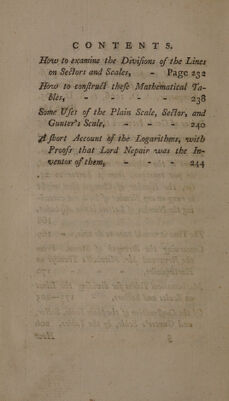 CONTENTS.
How to examine the Divisions of the Lines
on Sectors and Scales, - Page 232
How to construct these Mathematical Ta-
bles, - - - - 238
Some Uses of the Plain Scale, Sector, and
Gunter's Scale, - - - 240
A short Account of the Logarithms, with
Proofs that Lord Nepair was the In-
ventor of them, - - - 244